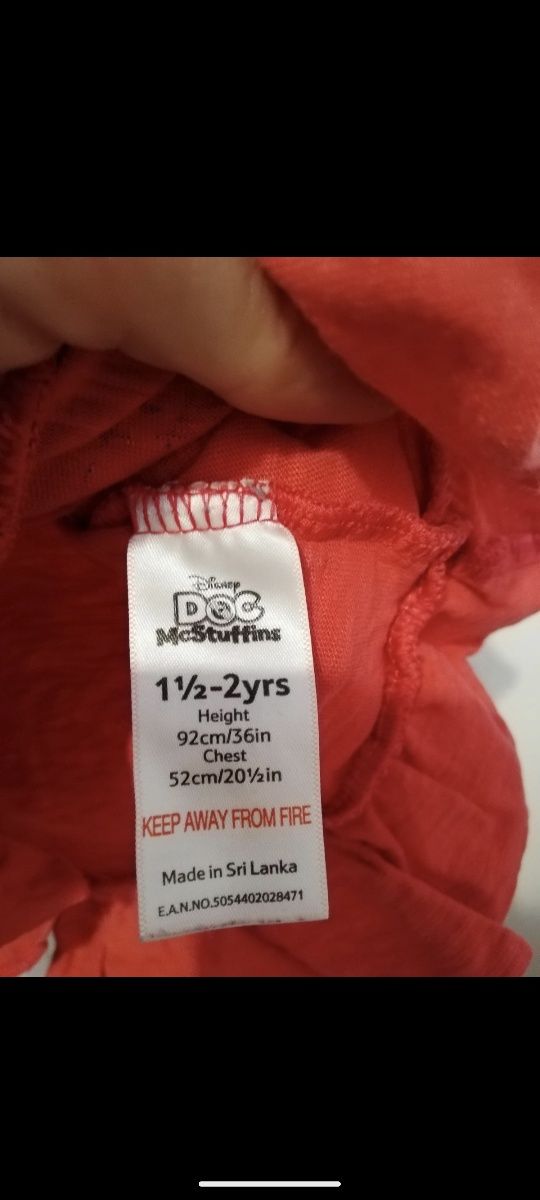 Disney
DOC
McStuffins
1½-2yrs
Height
92cm/36in
Chest
52cm/20½in
KEEP AWAY FROM FIRE
Made in Sri Lanka
E.A.N.NO.5054402028471